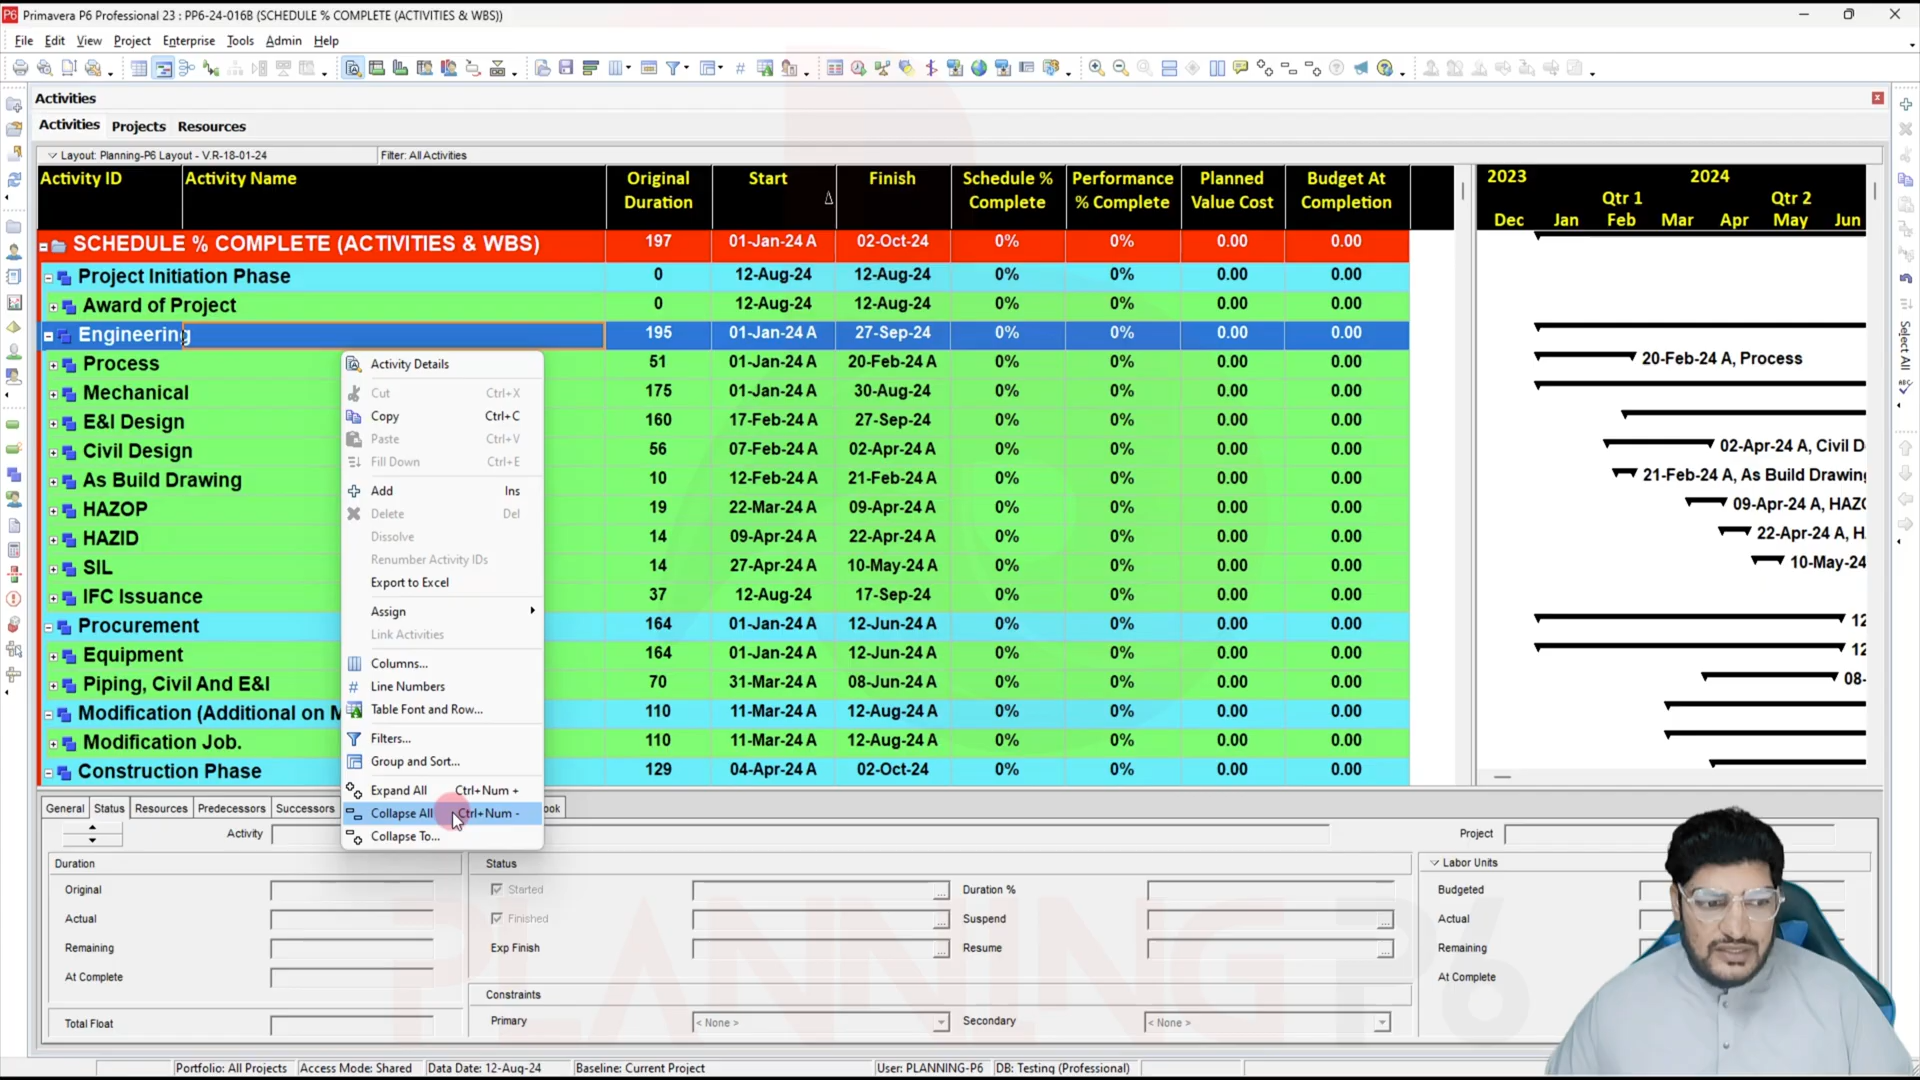 Primavera P6 Professional 23 : PP6-24-016B (SCHEDULE % COMPLETE (ACTIVITIES & WBS))
File Edit View Project Enterprise Tools Admin Help
Activities
Activities Projects Resources
Layout: Planning-P6 Layout - V.R-18-01-24 Filter: All Activities
Activity ID Activity Name Original Duration Start Finish Schedule % Complete Performance % Complete Planned Value Cost Budget At Completion
2023 2024
Qtr 1 Qtr 2
Dec Jan Feb Mar Apr May Jun
SCHEDULE % COMPLETE (ACTIVITIES & WBS) 197 01-Jan-24 A 02-Oct-24 0% 0% 0.00 0.00
Project Initiation Phase 0 12-Aug-24 12-Aug-24 0% 0% 0.00 0.00
Award of Project 0 12-Aug-24 12-Aug-24 0% 0% 0.00 0.00
Engineering 195 01-Jan-24 A 27-Sep-24 0% 0% 0.00 0.00
Process 51 01-Jan-24 A 20-Feb-24 A 0% 0% 0.00 0.00 20-Feb-24 A, Process
Mechanical 175 01-Jan-24 A 30-Aug-24 0% 0% 0.00 0.00
E&I Design 160 17-Feb-24 A 27-Sep-24 0% 0% 0.00 0.00
Civil Design 56 07-Feb-24 A 02-Apr-24 A 0% 0% 0.00 0.00 02-Apr-24 A, Civil D
As Build Drawing 10 12-Feb-24 A 21-Feb-24 A 0% 0% 0.00 0.00 21-Feb-24 A, As Build Drawing
HAZOP 19 22-Mar-24 A 09-Apr-24 A 0% 0% 0.00 0.00 09-Apr-24 A, HAZO
HAZID 14 09-Apr-24 A 22-Apr-24 A 0% 0% 0.00 0.00 22-Apr-24 A, H
SIL 14 27-Apr-24 A 10-May-24 A 0% 0% 0.00 0.00 10-May-24
IFC Issuance 37 12-Aug-24 17-Sep-24 0% 0% 0.00 0.00
Procurement 164 01-Jan-24 A 12-Jun-24 A 0% 0% 0.00 0.00 12
Equipment 164 01-Jan-24 A 12-Jun-24 A 0% 0% 0.00 0.00 12
Piping, Civil And E&I 70 31-Mar-24 A 08-Jun-24 A 0% 0% 0.00 0.00 08-
Modification (Additional on M 110 11-Mar-24 A 12-Aug-24 A 0% 0% 0.00 0.00
Modification Job. 110 11-Mar-24 A 12-Aug-24 A 0% 0% 0.00 0.00
Construction Phase 129 04-Apr-24 A 02-Oct-24 0% 0% 0.00 0.00
Activity Details
Cut Ctrl+X
Copy Ctrl+C
Paste Ctrl+V
Fill Down Ctrl+E
Add Ins
Delete Del
Dissolve
Renumber Activity IDs
Export to Excel
Assign
Link Activities
Columns...
Line Numbers
Table Font and Row...
Filters...
Group and Sort...
Expand All Ctrl+Num +
Collapse All Ctrl+Num -
Collapse To...
Select All
General Status Resources Predecessors Successors ook
Activity Project
Duration Status Labor Units
Original Started Duration % Budgeted
Actual Finished Suspend Actual
Remaining Exp Finish Resume Remaining
At Complete At Complete
Constraints
Total Float Primary < None > Secondary < None >
PLANNING P6
Portfolio: All Projects Access Mode: Shared Data Date: 12-Aug-24 Baseline: Current Project User: PLANNING-P6 DB: Testing (Professional)